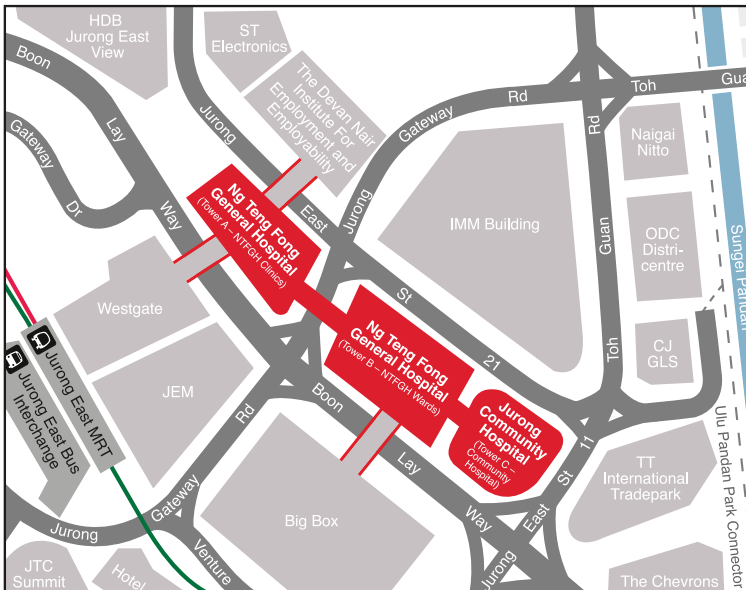 HDB
Jurong East
View
ST
Electronics
The Devan Nair
Institute For
Employment and
Employability
Boon
Lay
Way
Gateway
Dr
Jurong
East
St
21
Jurong
Gateway
Rd
Toh
Gua
Rd
Guan
Toh
Naigai
Nitto
ODC
Distri-
centre
CJ
GLS
Sungei Pandan
Ulu Pandan Park Connector
IMM Building
Ng Teng Fong
General Hospital
(Tower A – NTFGH Clinics)
Ng Teng Fong
General Hospital
(Tower B – NTFGH Wards)
Jurong
Community
Hospital
(Tower C –
Community
Hospital)
Westgate
JEM
Jurong East MRT
Jurong East Bus
Interchange
Boon
Lay
Way
Jurong
East
St
11
Rd
Gateway
Jurong
Venture
Big Box
TT
International
Tradepark
The Chevrons
JTC
Summit
Hotel